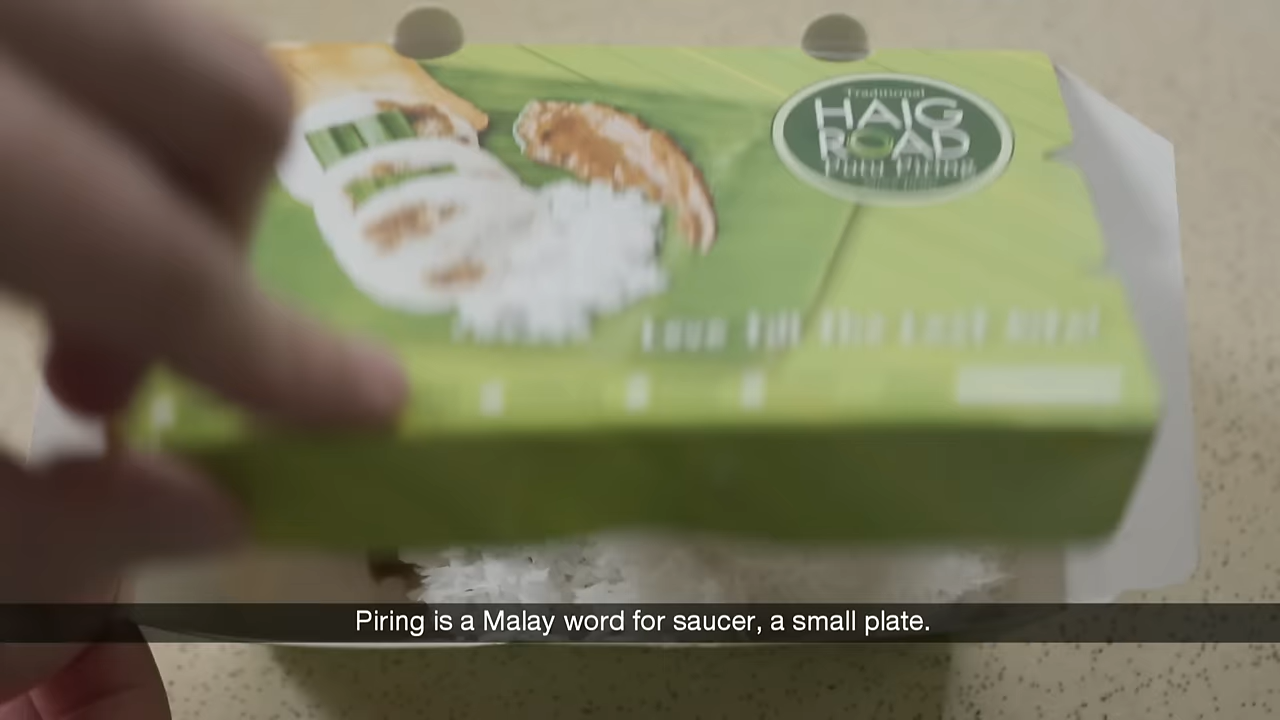 Traditional
HAIG
ROAD
Putu Piring
Love Till the Last Bite!
Piring is a Malay word for saucer, a small plate.